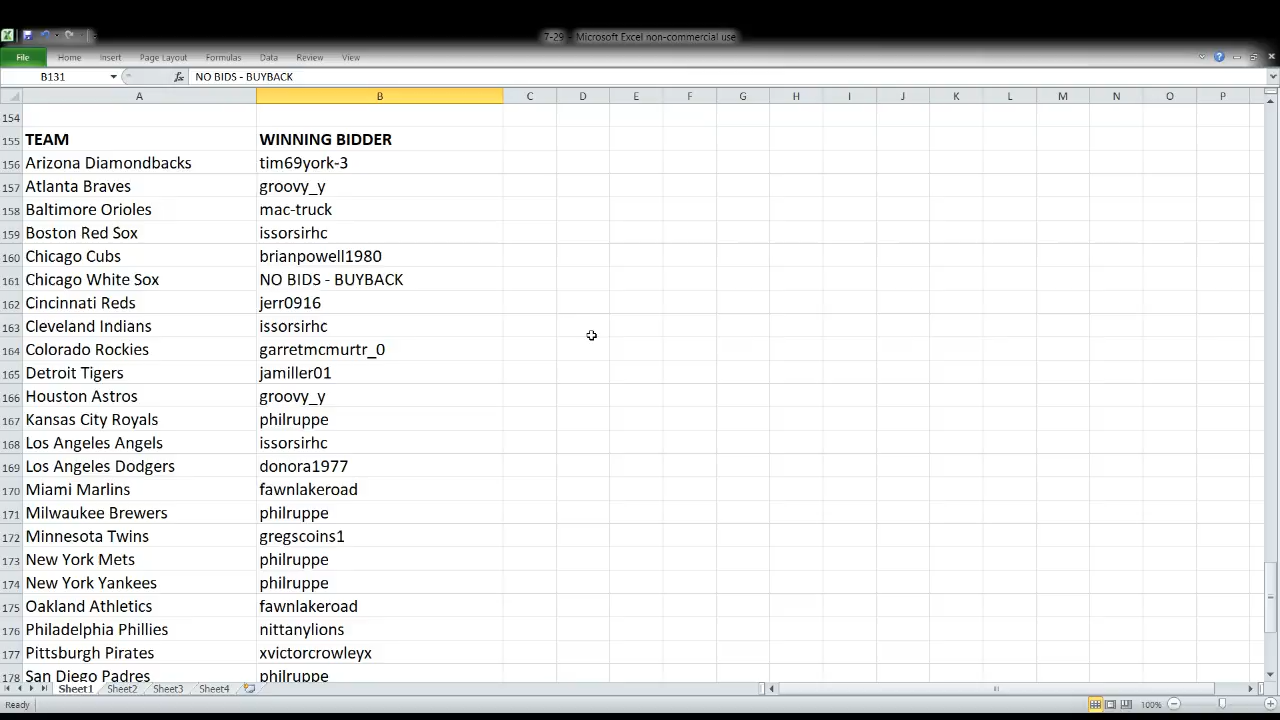 7-29 - Microsoft Excel non-commercial use
File Home Insert Page Layout Formulas Data Review View
B131 fx NO BIDS - BUYBACK
A B C D E F G H I J K L M N O P
154
155 TEAM WINNING BIDDER
156 Arizona Diamondbacks tim69york-3
157 Atlanta Braves groovy_y
158 Baltimore Orioles mac-truck
159 Boston Red Sox issorsirhc
160 Chicago Cubs brianpowell1980
161 Chicago White Sox NO BIDS - BUYBACK
162 Cincinnati Reds jerr0916
163 Cleveland Indians issorsirhc
164 Colorado Rockies garretmcmurtr_0
165 Detroit Tigers jamiller01
166 Houston Astros groovy_y
167 Kansas City Royals philruppe
168 Los Angeles Angels issorsirhc
169 Los Angeles Dodgers donora1977
170 Miami Marlins fawnlakeroad
171 Milwaukee Brewers philruppe
172 Minnesota Twins gregscoins1
173 New York Mets philruppe
174 New York Yankees philruppe
175 Oakland Athletics fawnlakeroad
176 Philadelphia Phillies nittanylions
177 Pittsburgh Pirates xvictorcrowleyx
178 San Diego Padres philruppe
Sheet1 Sheet2 Sheet3 Sheet4
Ready 100%